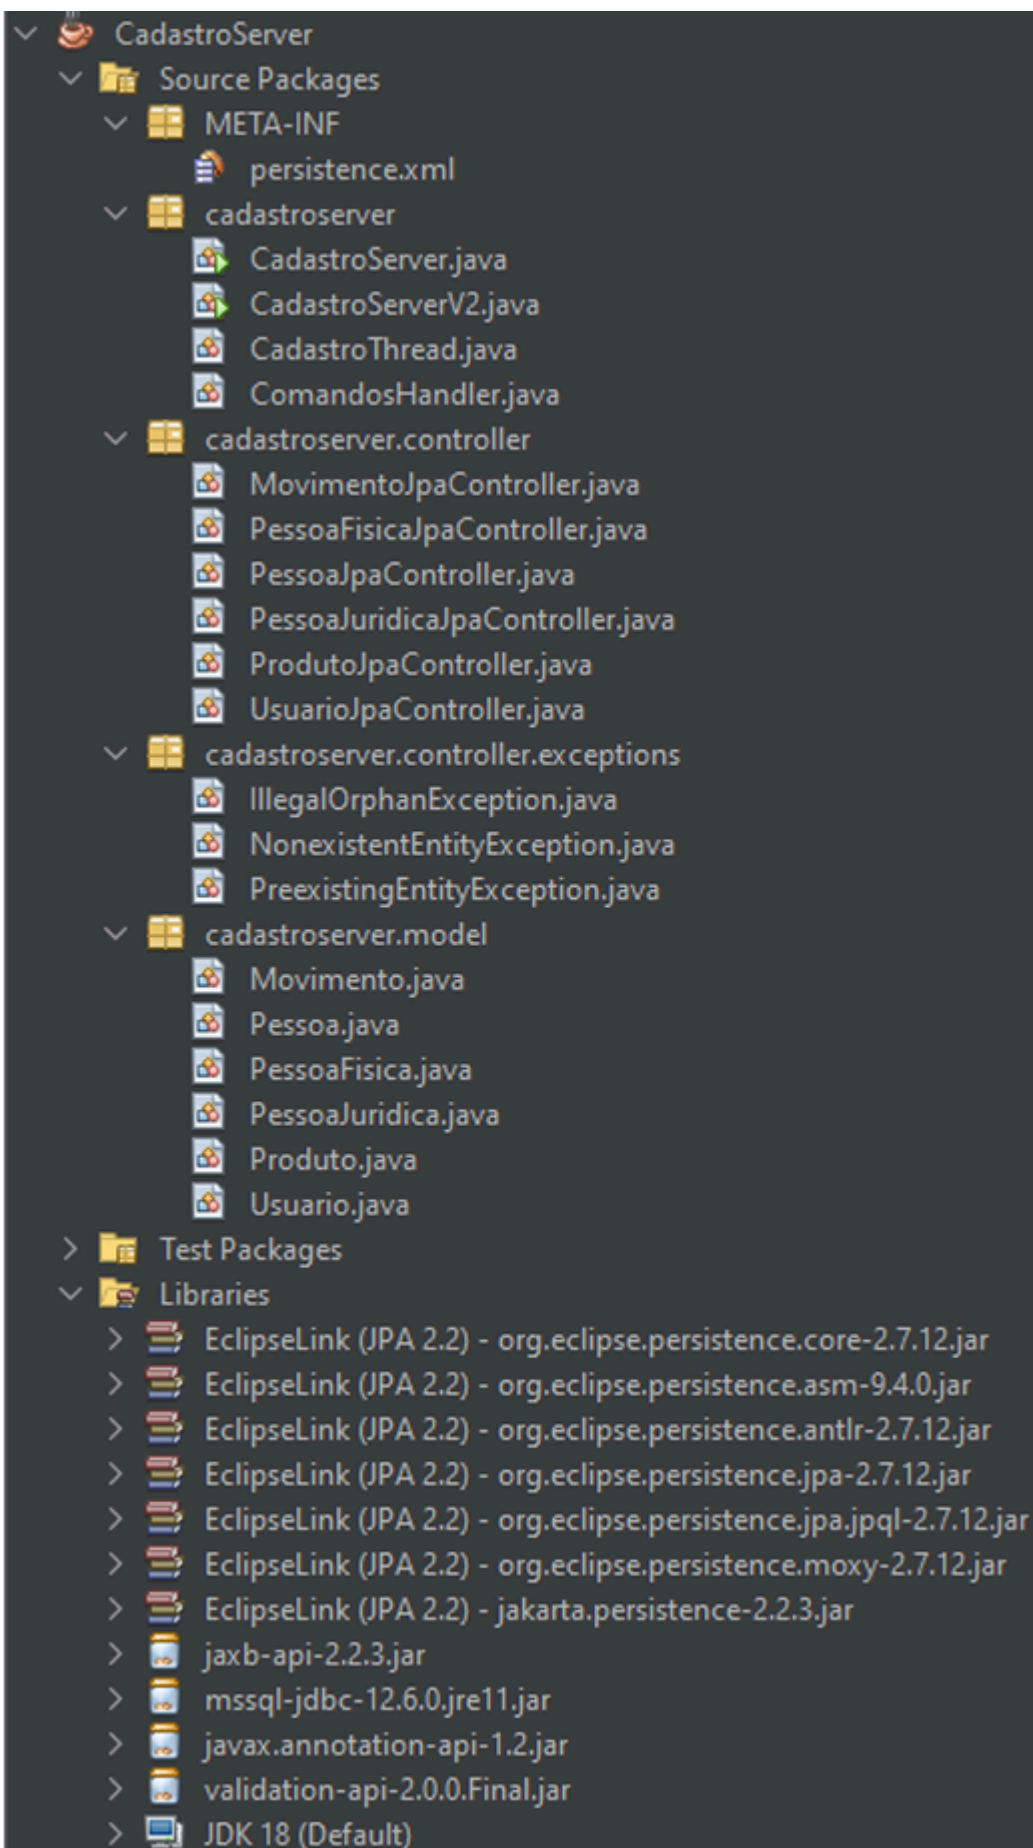 CadastroServer
Source Packages
META-INF
persistence.xml
cadastroserver
CadastroServer.java
CadastroServerV2.java
CadastroThread.java
ComandosHandler.java
cadastroserver.controller
MovimentoJpaController.java
PessoaFisicaJpaController.java
PessoaJpaController.java
PessoaJuridicaJpaController.java
ProdutoJpaController.java
UsuarioJpaController.java
cadastroserver.controller.exceptions
IllegalOrphanException.java
NonexistentEntityException.java
PreexistingEntityException.java
cadastroserver.model
Movimento.java
Pessoa.java
PessoaFisica.java
PessoaJuridica.java
Produto.java
Usuario.java
Test Packages
Libraries
EclipseLink (JPA 2.2) - org.eclipse.persistence.core-2.7.12.jar
EclipseLink (JPA 2.2) - org.eclipse.persistence.asm-9.4.0.jar
EclipseLink (JPA 2.2) - org.eclipse.persistence.antlr-2.7.12.jar
EclipseLink (JPA 2.2) - org.eclipse.persistence.jpa-2.7.12.jar
EclipseLink (JPA 2.2) - org.eclipse.persistence.jpa.jpql-2.7.12.jar
EclipseLink (JPA 2.2) - org.eclipse.persistence.moxy-2.7.12.jar
EclipseLink (JPA 2.2) - jakarta.persistence-2.2.3.jar
jaxb-api-2.2.3.jar
mssql-jdbc-12.6.0.jre11.jar
javax.annotation-api-1.2.jar
validation-api-2.0.0.Final.jar
JDK 18 (Default)